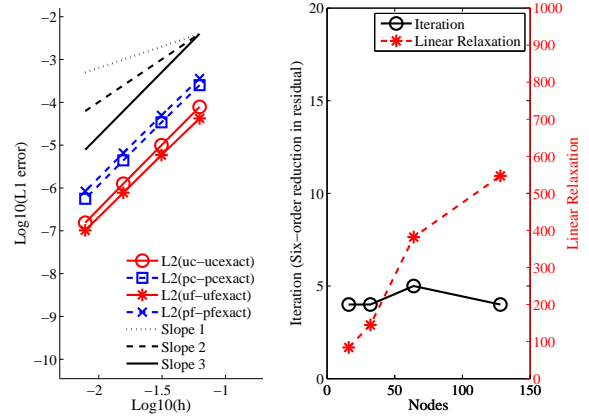 −2
−3
−4
−5
−6
−7
−8
−9
−10
Log10(L1 error)
L2(uc−ucexact)
L2(pc−pcexact)
L2(uf−ufexact)
L2(pf−pfexact)
Slope 1
Slope 2
Slope 3
−2
−1.5
−1
Log10(h)
20
15
10
5
0
Iteration (Six−order reduction in residual)
Iteration
Linear Relaxation
0
50
100
150
Nodes
1000
900
800
700
600
500
400
300
200
100
0
Linear Relaxation